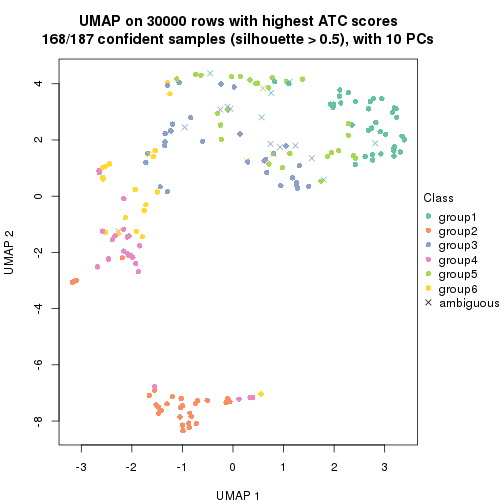 UMAP on 30000 rows with highest ATC scores
168/187 confident samples (silhouette > 0.5), with 10 PCs
4
2
0
-2
-4
-6
-8
UMAP 2
-3
-2
-1
0
1
2
3
UMAP 1
Class
group1
group2
group3
group4
group5
group6
ambiguous